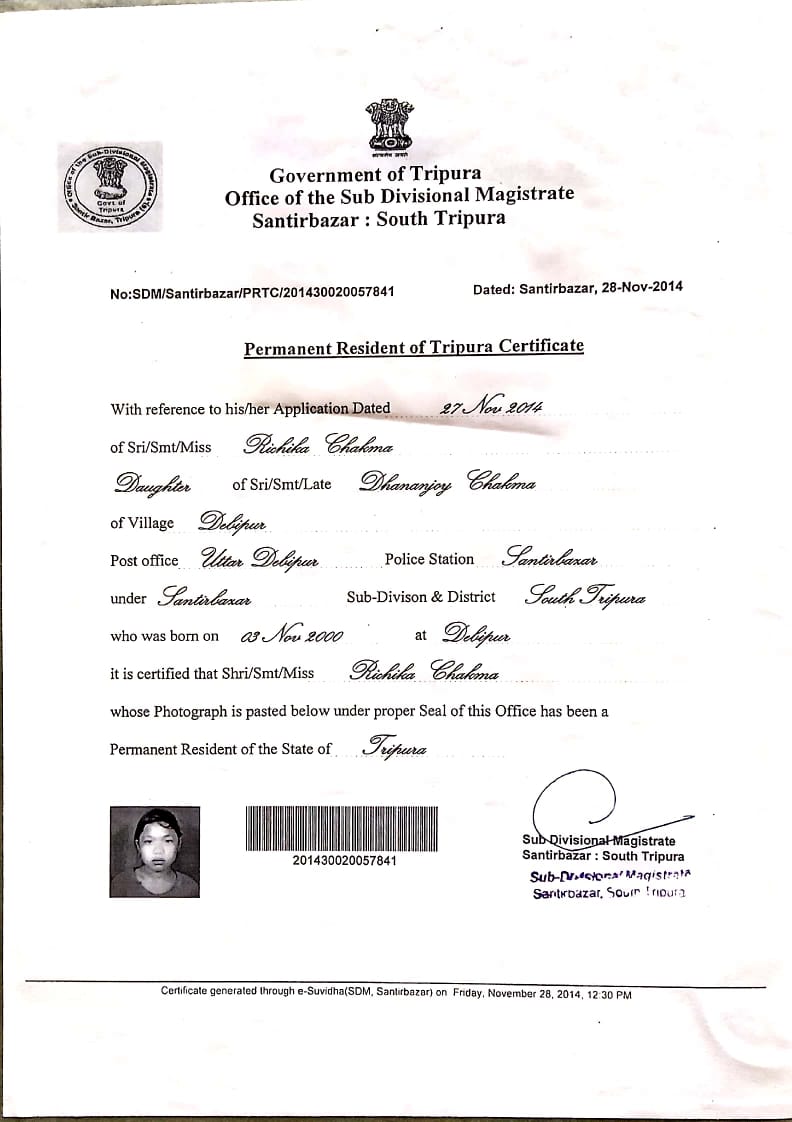 Office of the Sub-Divisional Magistrate
Govt. of
Tripura
Santir Bazar, Tripura (S)
सत्यमेव जयते
Government of Tripura
Office of the Sub Divisional Magistrate
Santirbazar : South Tripura
No:SDM/Santirbazar/PRTC/201430020057841 Dated: Santirbazar, 28-Nov-2014
Permanent Resident of Tripura Certificate
With reference to his/her Application Dated 27 Nov 2014
of Sri/Smt/Miss Richika Chakma
Daughter of Sri/Smt/Late Dhananjoy Chakma
of Village Debipur
Post office Uttar Debipur Police Station Santirbazar
under Santirbazar Sub-Divison & District South Tripura
who was born on 03 Nov 2000 at Debipur
it is certified that Shri/Smt/Miss Richika Chakma
whose Photograph is pasted below under proper Seal of this Office has been a
Permanent Resident of the State of Tripura
201430020057841
Sub Divisional Magistrate
Santirbazar : South Tripura
Sub-Divisional Magistrate
Santirbazar, South Tripura
Certificate generated through e-Suvidha(SDM, Santirbazar) on Friday, November 28, 2014, 12:30 PM